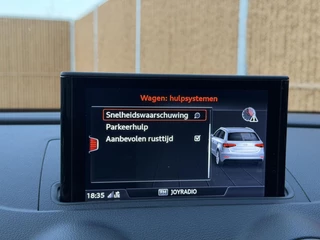 Wagen: hulpsystemen
Snelheidswaarschuwing
Parkeerhulp
Aanbevolen rusttijd
18:35 JOYRADIO